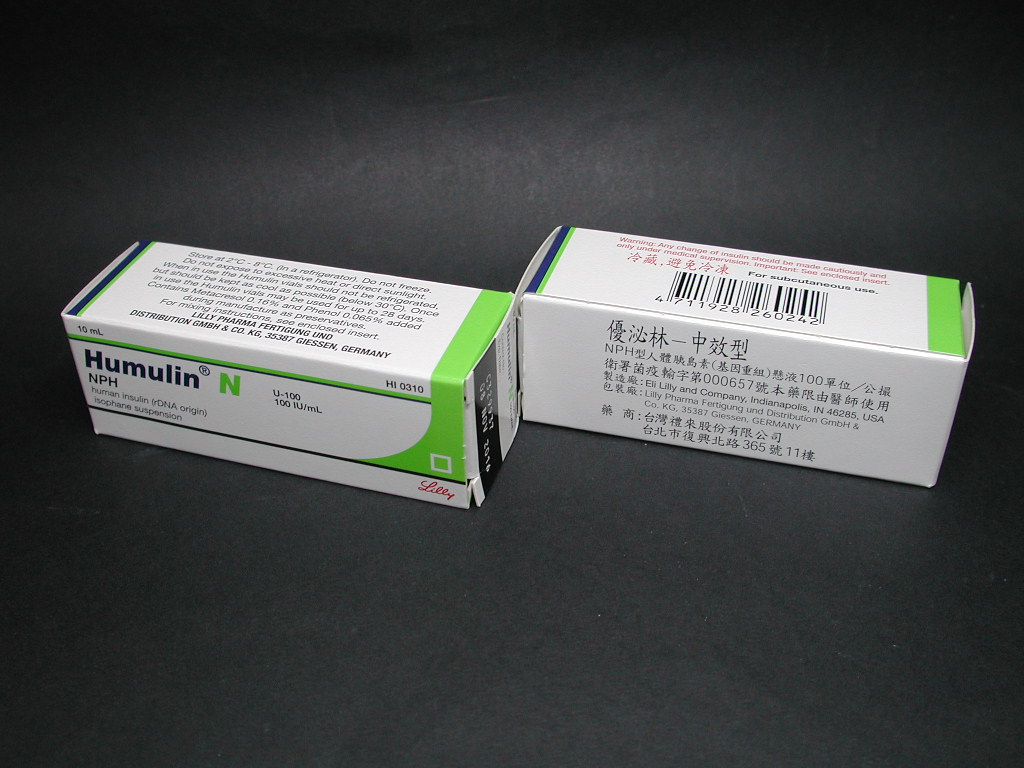 Store at 2°C - 8°C. (In a refrigerator). Do not freeze.
Do not expose to excessive heat or direct sunlight.
When in use the Humulin vials should not be refrigerated,
but should be kept as cool as possible (below 30°C). Once
in use the Humulin vials may be used for up to 28 days.
Contains Metacresol 0.16% and Phenol 0.065% added
during manufacture as preservatives.
For mixing instructions, see enclosed insert.
LILLY PHARMA FERTIGUNG UND
DISTRIBUTION GMBH & CO. KG, 35387 GIESSEN, GERMANY
10 mL
Humulin® N
HI 0310
NPH
U-100
100 IU/mL
human insulin (rDNA origin)
isophane suspension
Lilly
Warning: Any change of insulin should be made cautiously and
only under medical supervision. Important: See enclosed insert.
冷藏,避免冷凍
For subcutaneous use.
4 711928 260242
優泌林－中效型
NPH型人體胰島素(基因重組)懸液100單位／公撮
衛署菌疫輸字第000657號本藥限由醫師使用
製造廠: Eli Lilly and Company, Indianapolis, IN 46285, USA
包裝廠: Lilly Pharma Fertigung und Distribution GmbH &
Co. KG, 35387 Giessen, GERMANY
藥 商:台灣禮來股份有限公司
台北市復興北路365號11樓